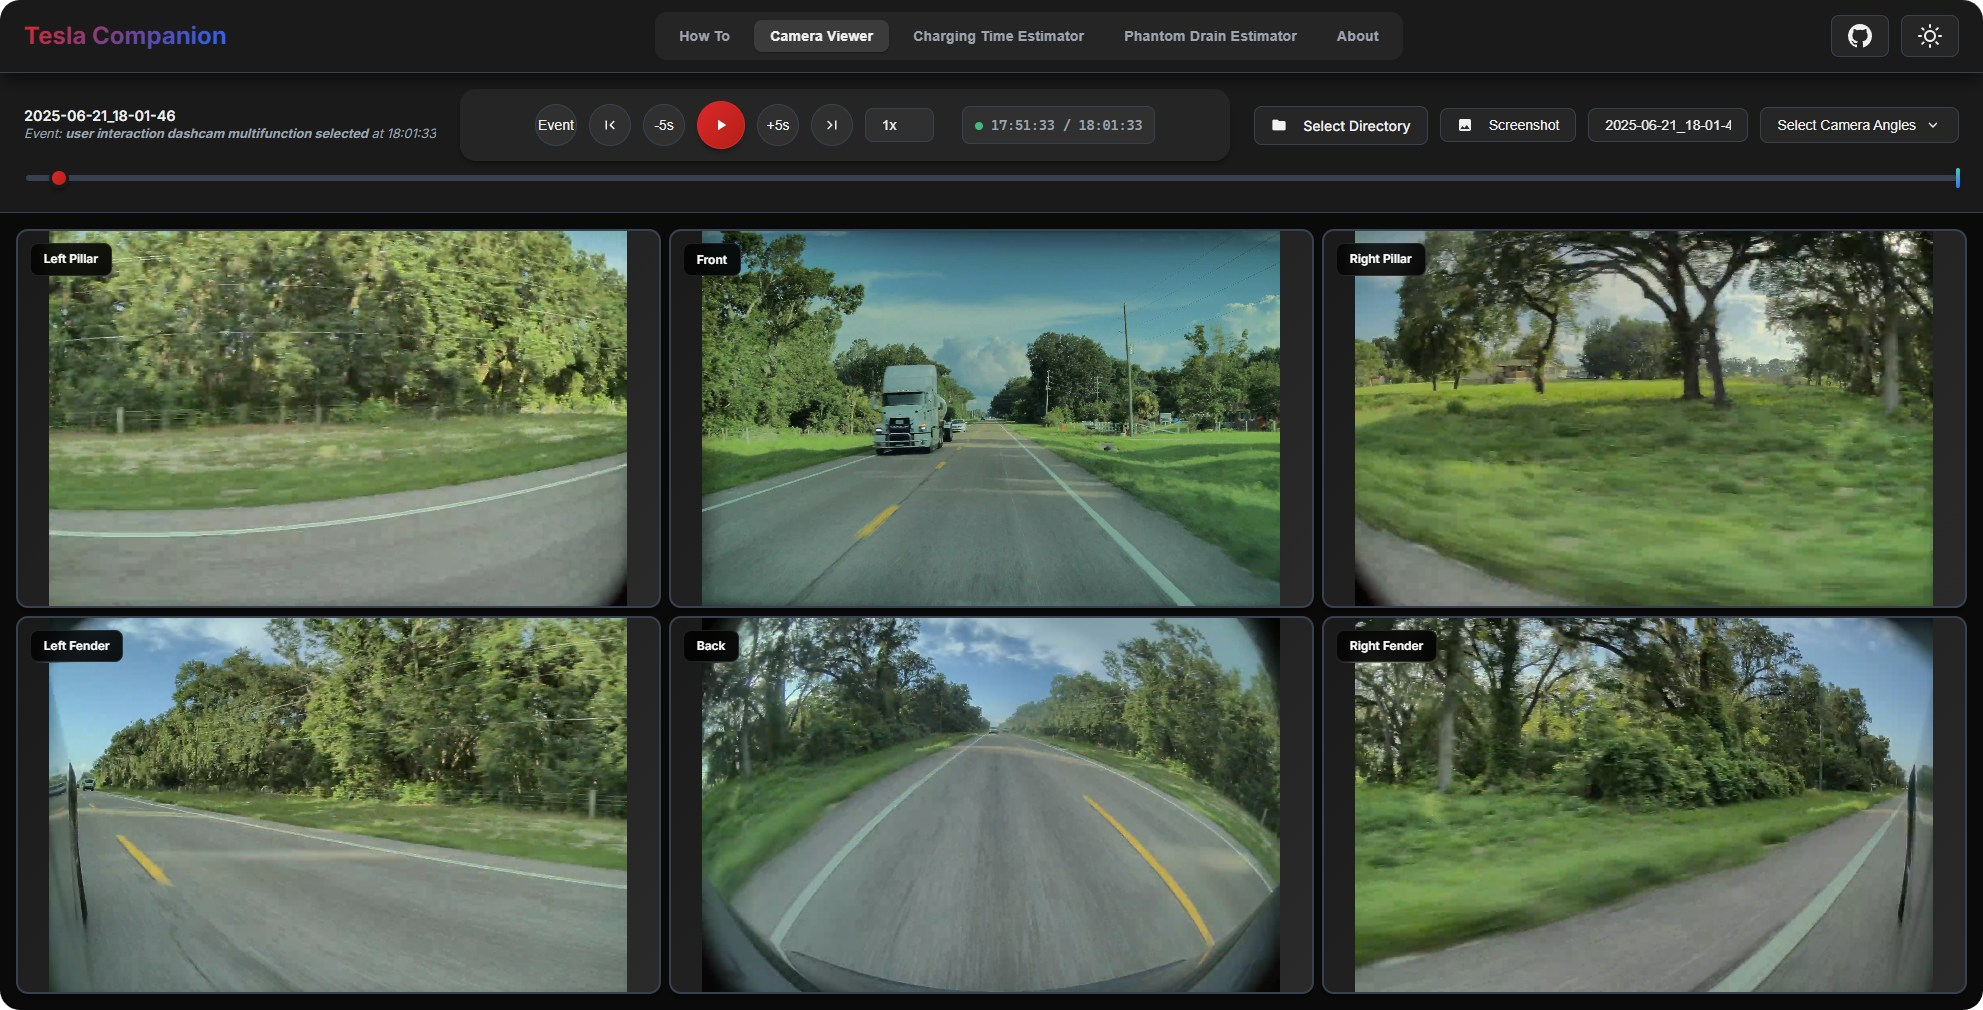 Tesla Companion
How To
Camera Viewer
Charging Time Estimator
Phantom Drain Estimator
About
2025-06-21_18-01-46
Event: user interaction dashcam multifunction selected at 18:01:33
Event
-5s
+5s
1x
17:51:33 / 18:01:33
Select Directory
Screenshot
2025-06-21_18-01-4
Select Camera Angles
Left Pillar
Front
Right Pillar
Left Fender
Back
Right Fender